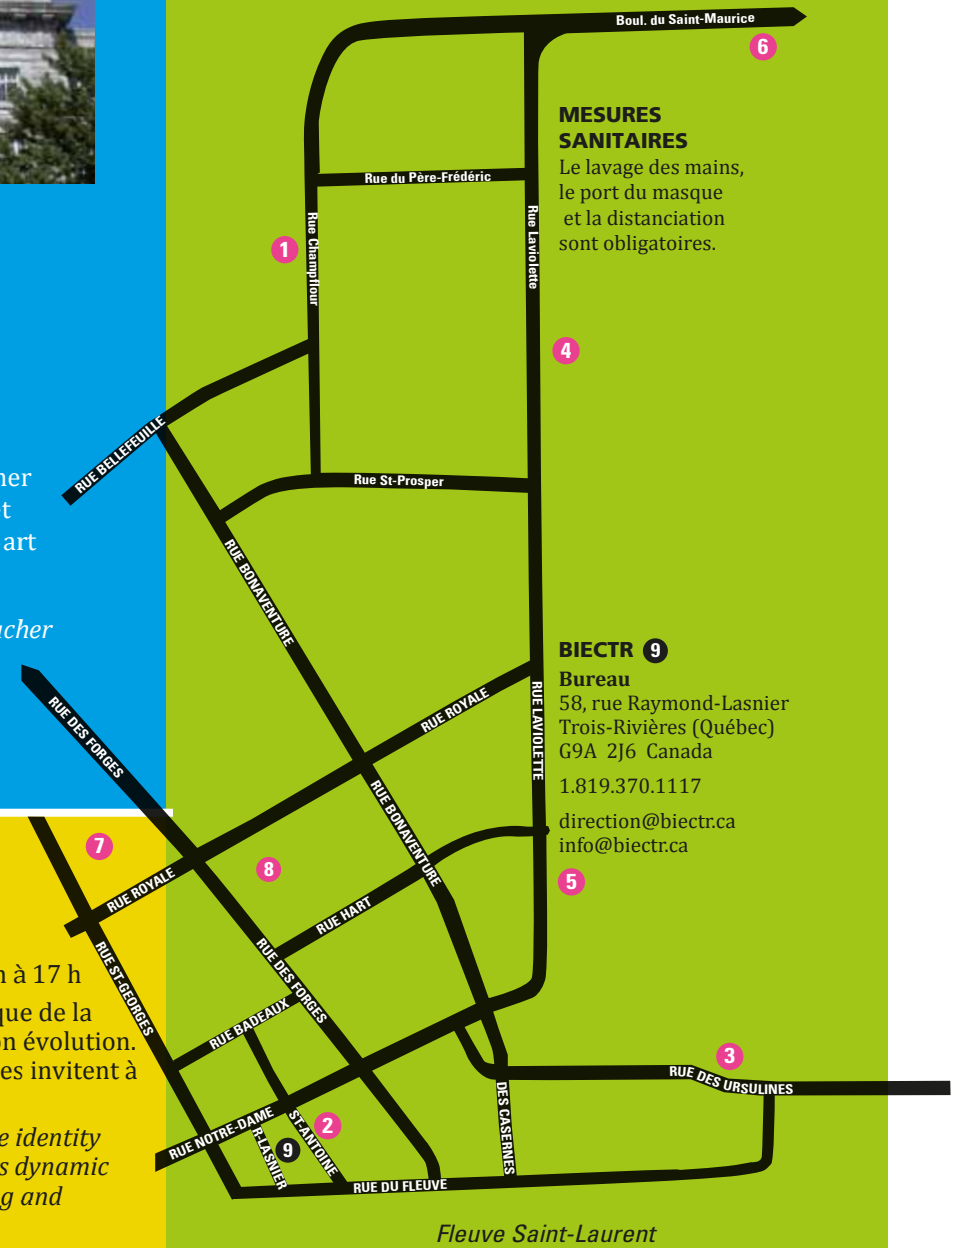 Boul. du Saint-Maurice
6
MESURES
SANITAIRES
Le lavage des mains,
le port du masque
et la distanciation
sont obligatoires.
Rue du Père-Frédéric
Rue Champflour
Rue Laviolette
1
4
RUE BELLEFEUILLE
Rue St-Prosper
RUE BONAVENTURE
art
RUE DES FORGES
RUE ROYALE
RUE LAVIOLETTE
BIECTR 9
Bureau
58, rue Raymond-Lasnier
Trois-Rivières (Québec)
G9A 2J6 Canada
1.819.370.1117
direction@biectr.ca
info@biectr.ca
RUE BONAVENTURE
7
8
5
RUE ROYALE
RUE HART
RUE ST-GEORGES
RUE DES FORGES
à 17 h
que de la
on évolution.
es invitent à
identity
s dynamic
g and
RUE BADEAUX
3
RUE DES URSULINES
DES CASERNES
RUE NOTRE-DAME
R-LASNIER
9
ST-ANTOINE
2
RUE DU FLEUVE
Fleuve Saint-Laurent